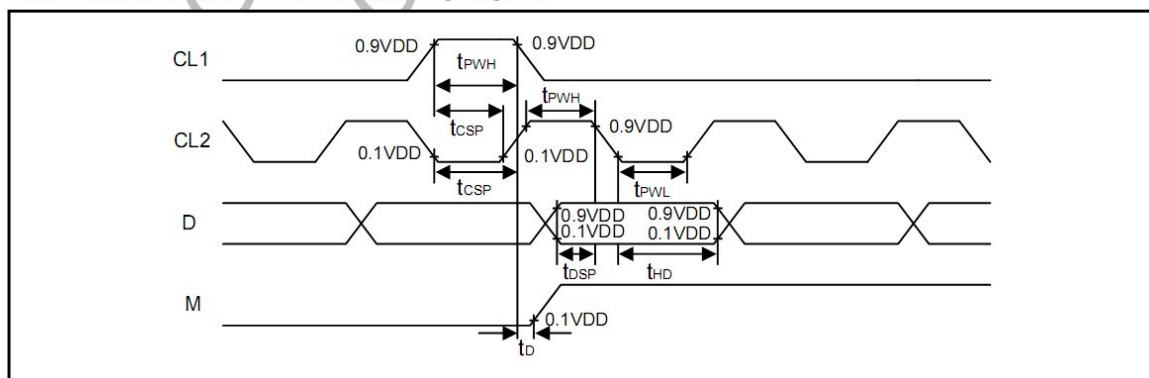 0.9VDD 0.9VDD
CL1
tPWH
tPWH
tCSP
CL2 0.9VDD
0.1VDD 0.1VDD
tCSP tPWL
D 0.9VDD 0.9VDD
0.1VDD 0.1VDD
tDSP tHD
M
0.1VDD
tD